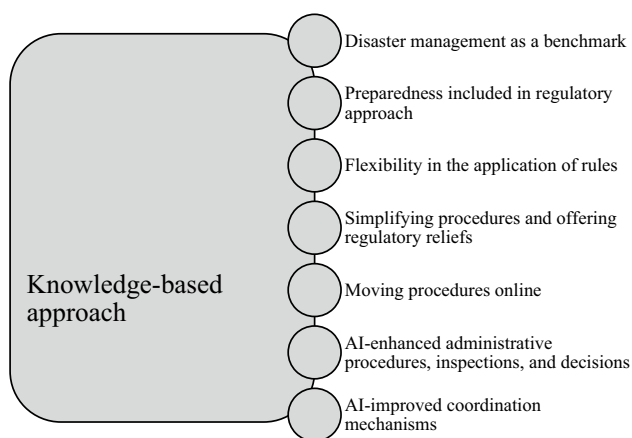 Disaster management as a benchmark
Preparedness included in regulatory
approach
Flexibility in the application of rules
Simplifying procedures and offering
regulatory reliefs
Knowledge-based
approach
Moving procedures online
AI-enhanced administrative
procedures, inspections, and decisions
AI-improved coordination
mechanisms